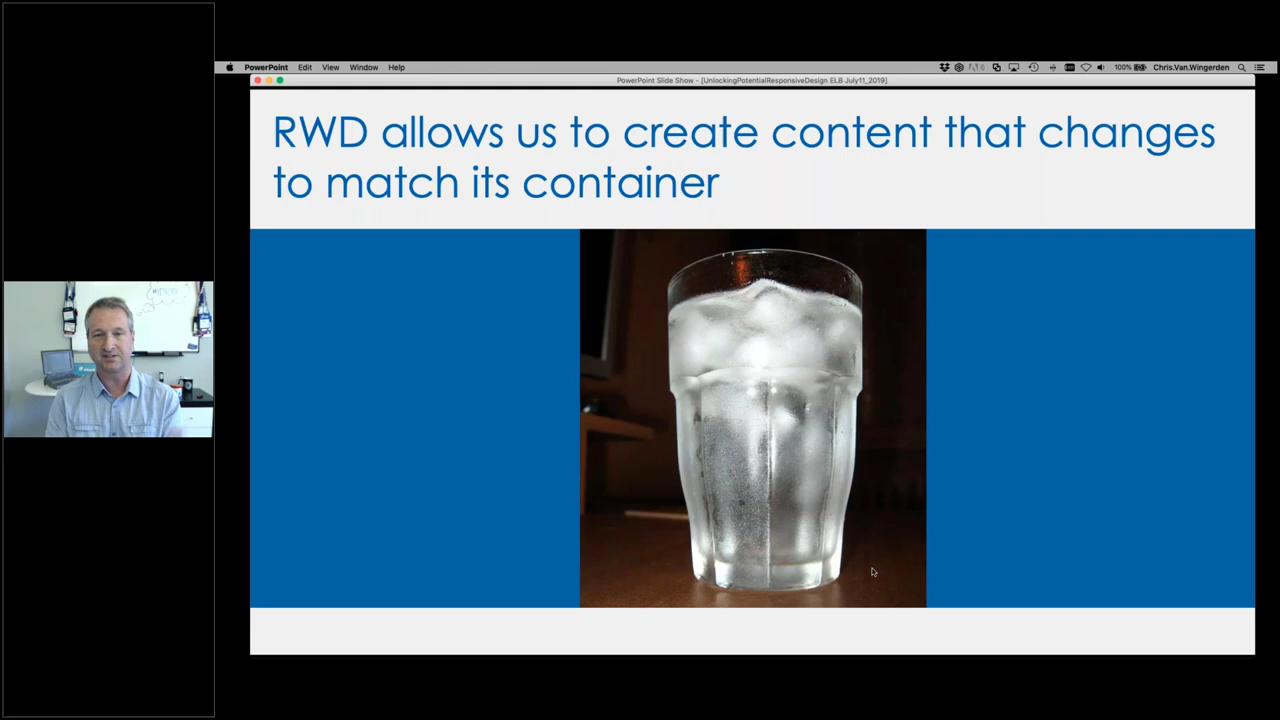 PowerPoint Edit View Window Help 100% Chris.Van.Wingerden
PowerPoint Slide Show - [UnlockingPotentialResponsiveDesign ELB July11_2019]
RWD allows us to create content that changes
to match its container